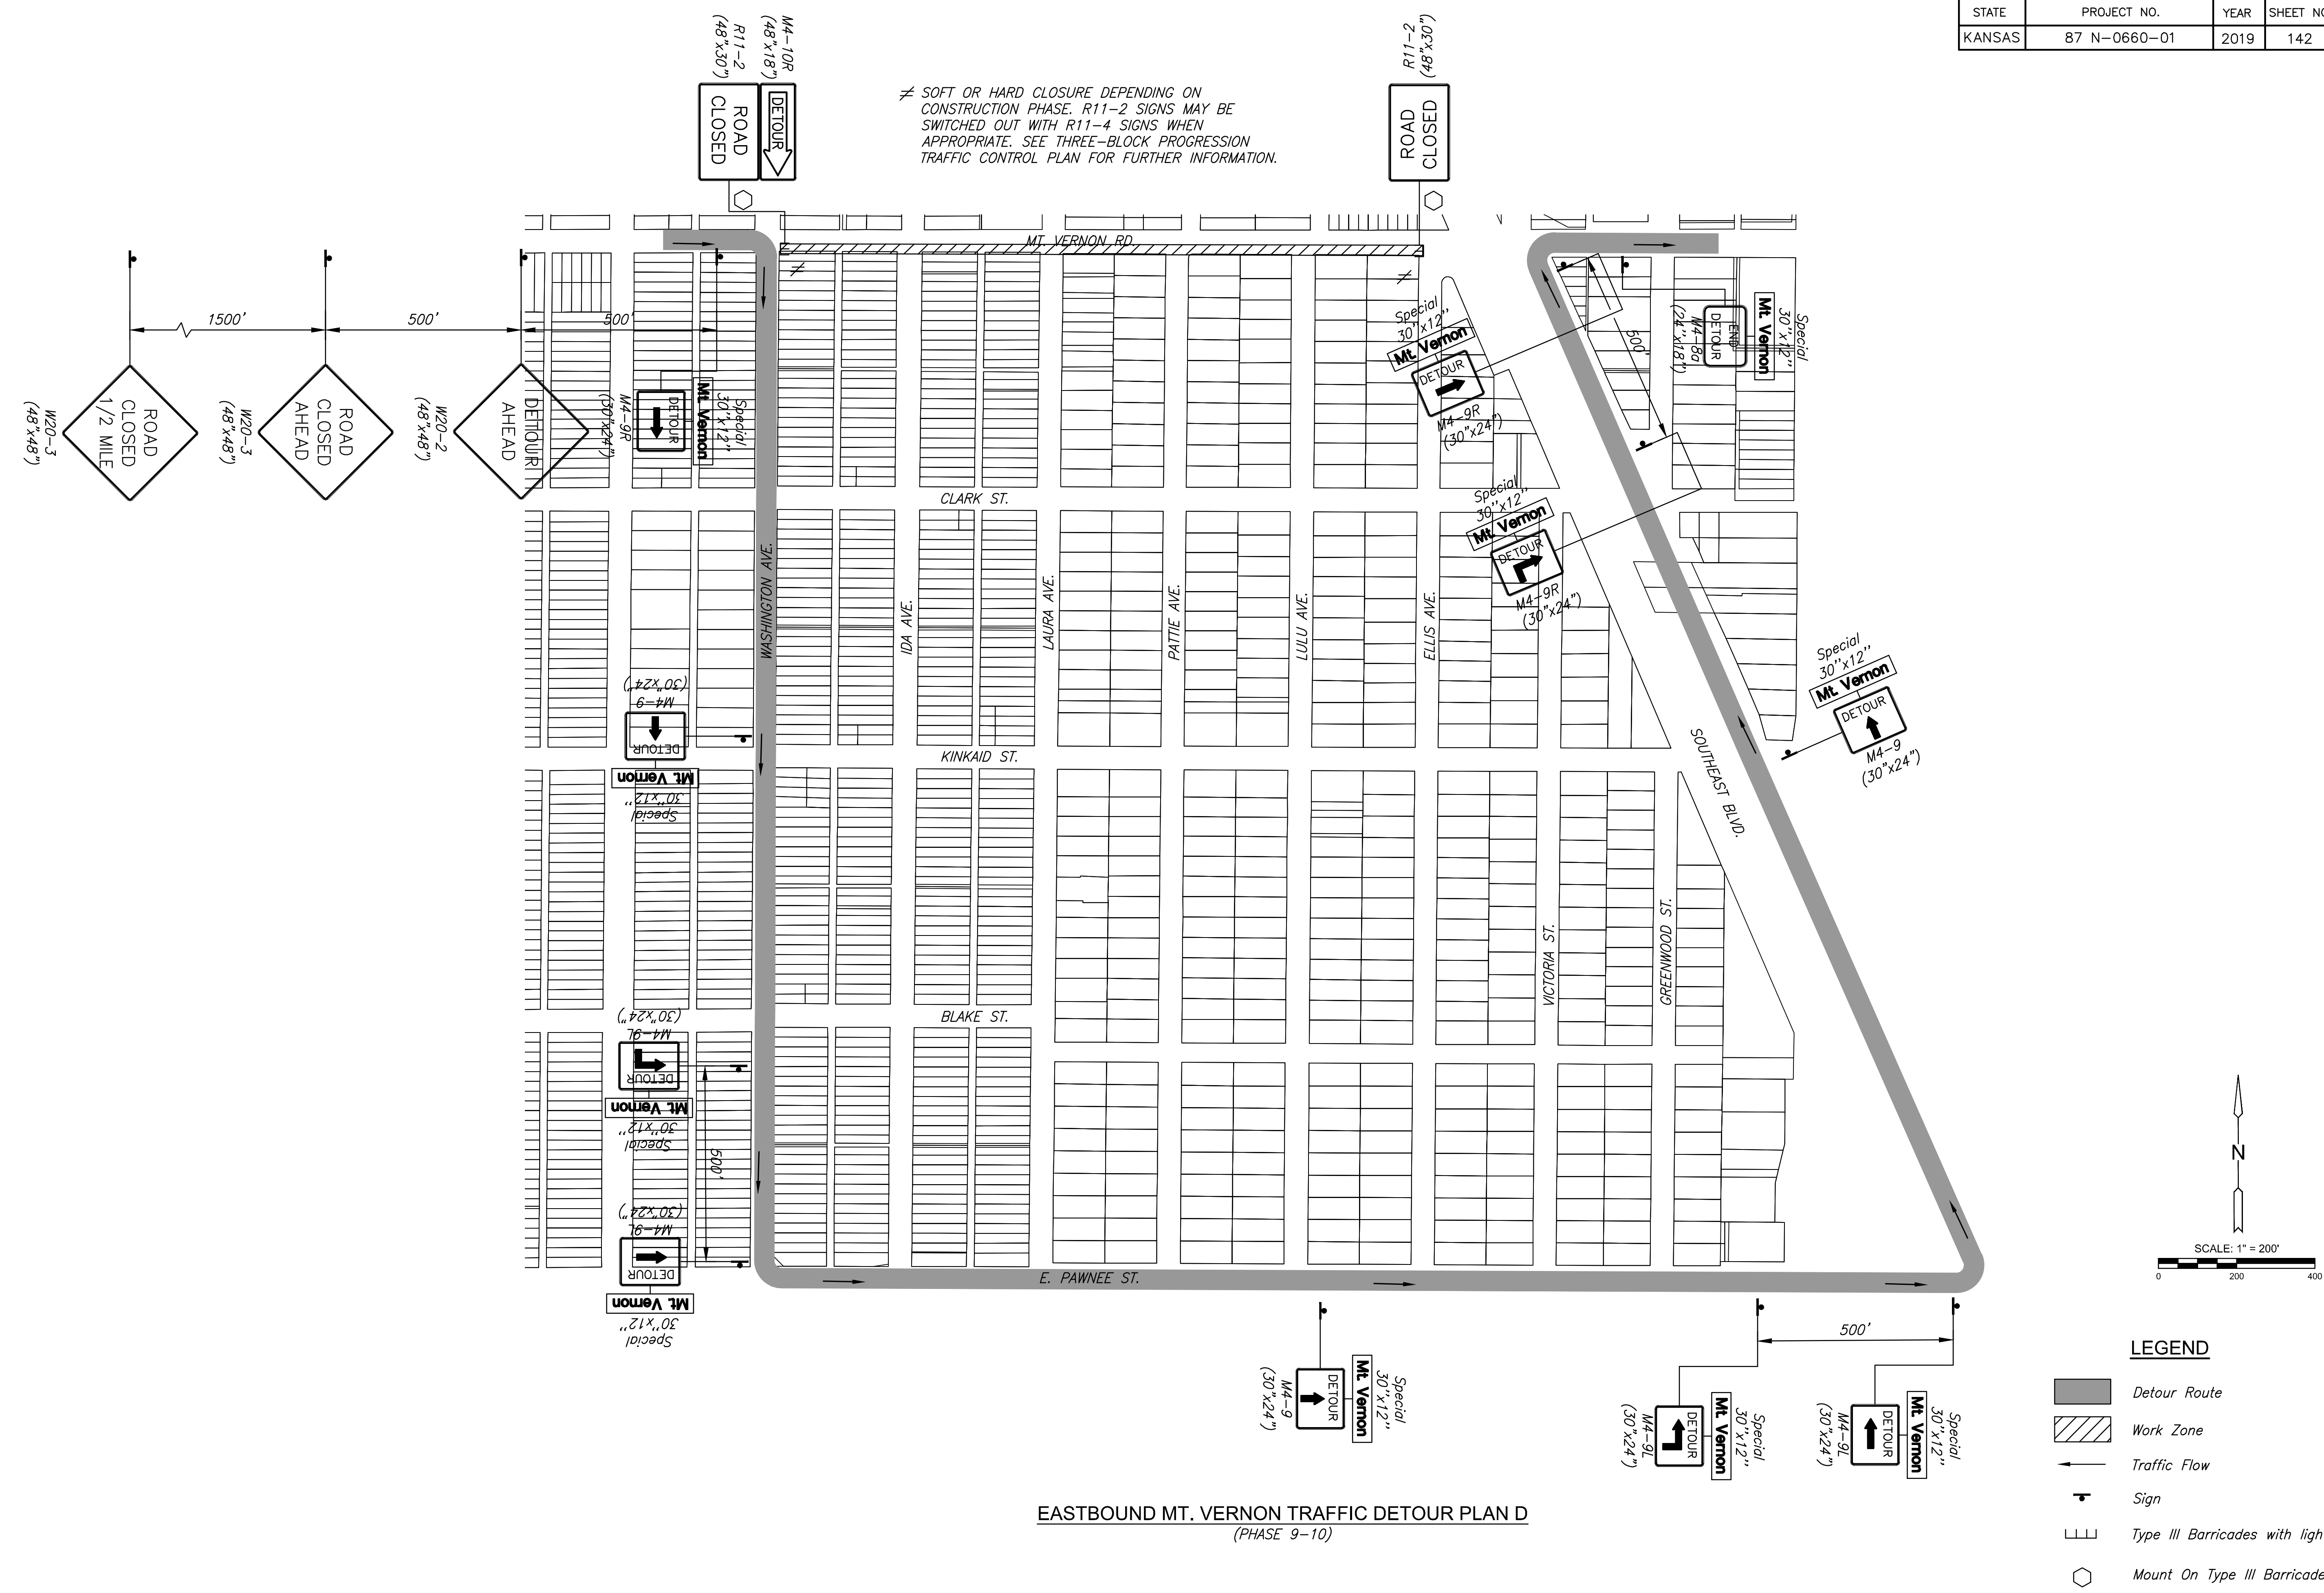 STATE PROJECT NO. YEAR SHEET NO
KANSAS 87 N-0660-01 2019 142
M4-10R
(48"x18")
R11-2
(48"x30")
DETOUR
ROAD
CLOSED
≠ SOFT OR HARD CLOSURE DEPENDING ON
CONSTRUCTION PHASE. R11-2 SIGNS MAY BE
SWITCHED OUT WITH R11-4 SIGNS WHEN
APPROPRIATE. SEE THREE-BLOCK PROGRESSION
TRAFFIC CONTROL PLAN FOR FURTHER INFORMATION.
R11-2
(48"x30")
ROAD
CLOSED
MT. VERNON RD.
1500'
500'
500'
ROAD
CLOSED
1/2 MILE
W20-3
(48"x48")
ROAD
CLOSED
AHEAD
W20-3
(48"x48")
DETOUR
AHEAD
W20-2
(48"x48")
Special
30"x12"
Mt. Vernon
DETOUR
M4-9R
(30"x24")
Special
30"x12"
Mt. Vernon
DETOUR
M4-9R
(30"x24")
500'
Special
30"x12"
Mt. Vernon
END
DETOUR
M4-8a
(24"x18")
Special
30"x12"
Mt. Vernon
DETOUR
M4-9R
(30"x24")
CLARK ST.
WASHINGTON AVE.
IDA AVE.
LAURA AVE.
PATTIE AVE.
LULU AVE.
ELLIS AVE.
Special
30"x12"
Mt. Vernon
DETOUR
M4-9
(30"x24")
M4-9
(30"x24")
DETOUR
Mt. Vernon
30"x12"
Special
KINKAID ST.
SOUTHEAST BLVD.
VICTORIA ST.
GREENWOOD ST.
BLAKE ST.
M4-9L
(30"x24")
DETOUR
Mt. Vernon
30"x12"
Special
500'
M4-9L
(30"x24")
DETOUR
Mt. Vernon
30"x12"
Special
E. PAWNEE ST.
Special
30"x12"
Mt. Vernon
DETOUR
M4-9
(30"x24")
500'
Special
30"x12"
Mt. Vernon
DETOUR
M4-9L
(30"x24")
Special
30"x12"
Mt. Vernon
DETOUR
M4-9L
(30"x24")
N
SCALE: 1" = 200'
0 200 400
LEGEND
Detour Route
Work Zone
Traffic Flow
Sign
Type III Barricades with ligh
Mount On Type III Barricade
EASTBOUND MT. VERNON TRAFFIC DETOUR PLAN D
(PHASE 9-10)